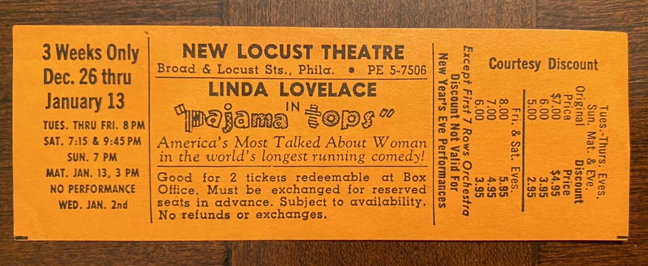 3 Weeks Only
Dec. 26 thru
January 13
TUES. THRU FRI. 8 PM
SAT. 7:15 & 9:45 PM
SUN. 7 PM
MAT. JAN. 13, 3 PM
NO PERFORMANCE
WED. JAN. 2nd
NEW LOCUST THEATRE
Broad & Locust Sts., Phila. • PE 5-7506
LINDA LOVELACE
IN
"pajama tops"
America's Most Talked About Woman
in the world's longest running comedy!
Good for 2 tickets redeemable at Box
Office. Must be exchanged for reserved
seats in advance. Subject to availability.
No refunds or exchanges.
Courtesy Discount
Tues.-Thurs. Eves.
Sun. Mat. & Eve.
Original Discount
Price Price
$7.00 $4.95
6.00 3.95
5.00 2.95
Fri. & Sat. Eves.
8.00 5.95
7.00 4.95
6.00 3.95
Except First 7 Rows Orchestra
Discount Not Valid For
New Year's Eve Performances